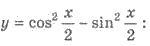 y = cos² x/2 − sin² x/2 :